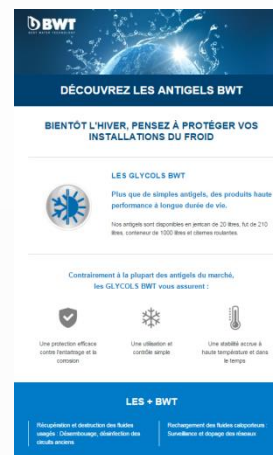 BWT
BEST WATER TECHNOLOGY
DÉCOUVREZ LES ANTIGELS BWT
BIENTÔT L'HIVER, PENSEZ À PROTÉGER VOS
INSTALLATIONS DU FROID
LES GLYCOLS BWT
Plus que de simples antigels, des produits haute
performance à longue durée de vie.
Nos antigels sont disponibles en jerrican de 20 litres, fut de 210
litres, conteneur de 1000 litres et citernes roulantes.
Contrairement à la plupart des antigels du marché,
les GLYCOLS BWT vous assurent :
Une protection efficace
contre l'entartrage et la
corrosion
Une utilisation et
contrôle simple
Une stabilité accrue à
haute température et dans
le temps
LES + BWT
Récupération et destruction des fluides
usagés : Désembouage, désinfection des
circuits anciens
Rechargement des fluides caloporteurs :
Surveillance et dopage des réseaux